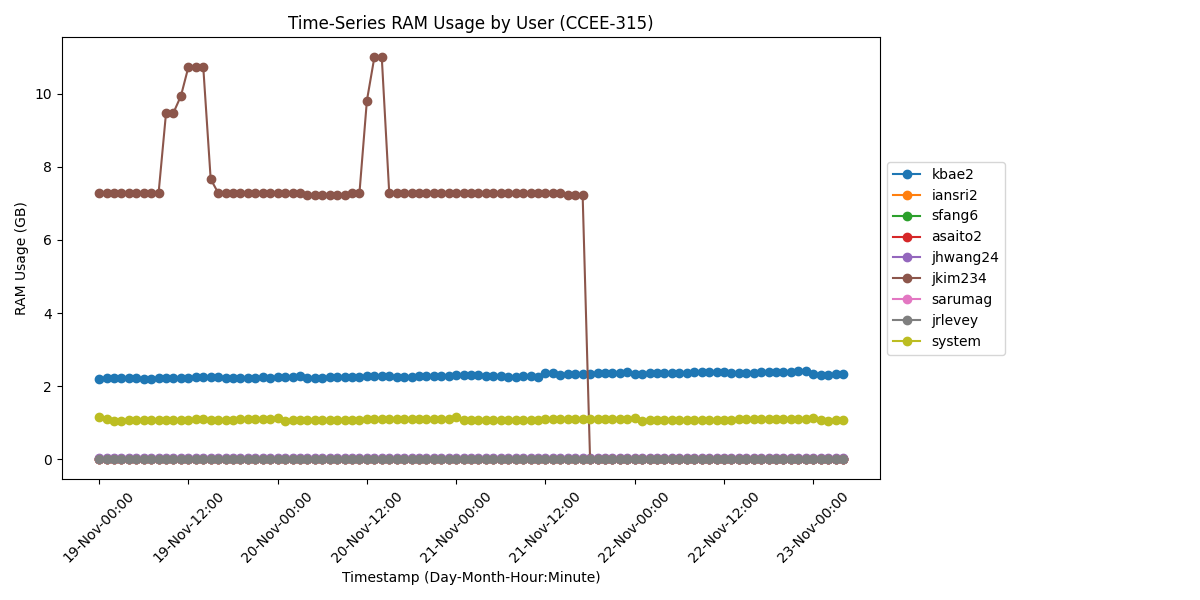 Time-Series RAM Usage by User (CCEE-315)
RAM Usage (GB)
10
8
6
4
2
0
19-Nov-00:00
19-Nov-12:00
20-Nov-00:00
20-Nov-12:00
21-Nov-00:00
21-Nov-12:00
22-Nov-00:00
22-Nov-12:00
23-Nov-00:00
Timestamp (Day-Month-Hour:Minute)
kbae2
iansri2
sfang6
asaito2
jhwang24
jkim234
sarumag
jrlevey
system